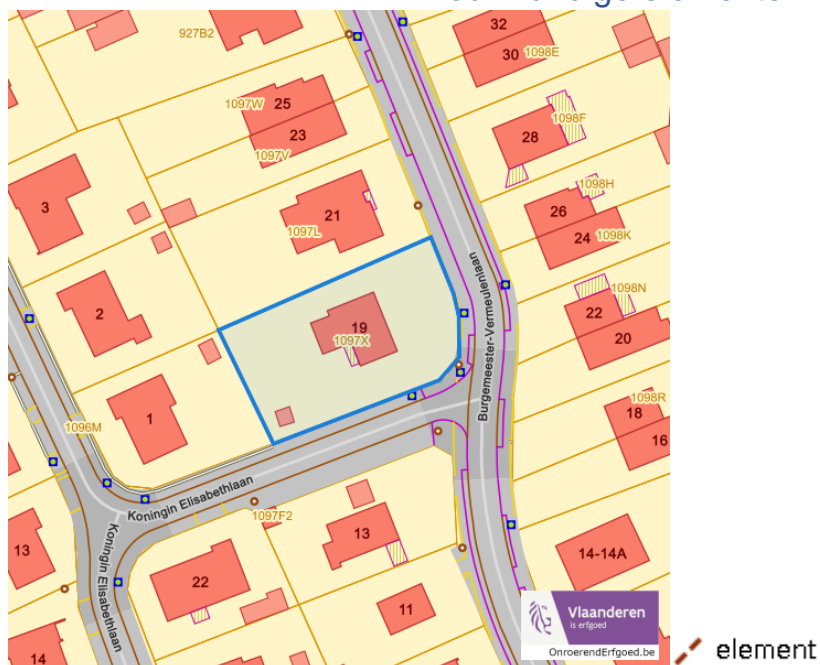 32
30
1098E
927B2
1097W
25
23
1097V
28
1098F
3
1098H
26
24
1098K
21
1097L
2
1098N
22
20
19
1097X
Burgemeester-Vermeulenlaan
1
1096M
18
1098R
16
Koningin Elisabethlaan
1097F2
13
13
14-14A
22
11
Koningin Elisabethlaan
14
Vlaanderen
is erfgoed
OnroerendErfgoed.be
element